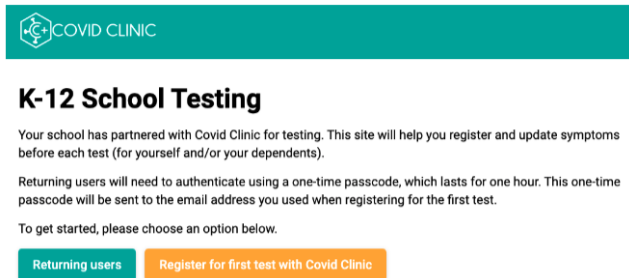 COVID CLINIC
K-12 School Testing
Your school has partnered with Covid Clinic for testing. This site will help you register and update symptoms
before each test (for yourself and/or your dependents).
Returning users will need to authenticate using a one-time passcode, which lasts for one hour. This one-time
passcode will be sent to the email address you used when registering for the first test.
To get started, please choose an option below.
Returning users Register for first test with Covid Clinic